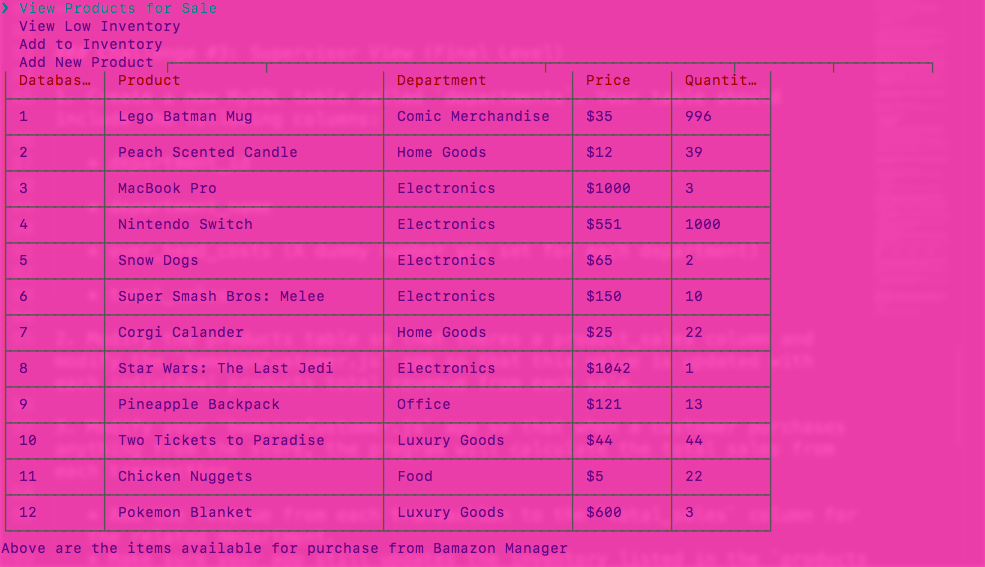 ❯ View Products for Sale
View Low Inventory
Add to Inventory
Add New Product
Databas… Product Department Price Quantit…
1 Lego Batman Mug Comic Merchandise $35 996
2 Peach Scented Candle Home Goods $12 39
3 MacBook Pro Electronics $1000 3
4 Nintendo Switch Electronics $551 1000
5 Snow Dogs Electronics $65 2
6 Super Smash Bros: Melee Electronics $150 10
7 Corgi Calander Home Goods $25 22
8 Star Wars: The Last Jedi Electronics $1042 1
9 Pineapple Backpack Office $121 13
10 Two Tickets to Paradise Luxury Goods $44 44
11 Chicken Nuggets Food $5 22
12 Pokemon Blanket Luxury Goods $600 3
Above are the items available for purchase from Bamazon Manager